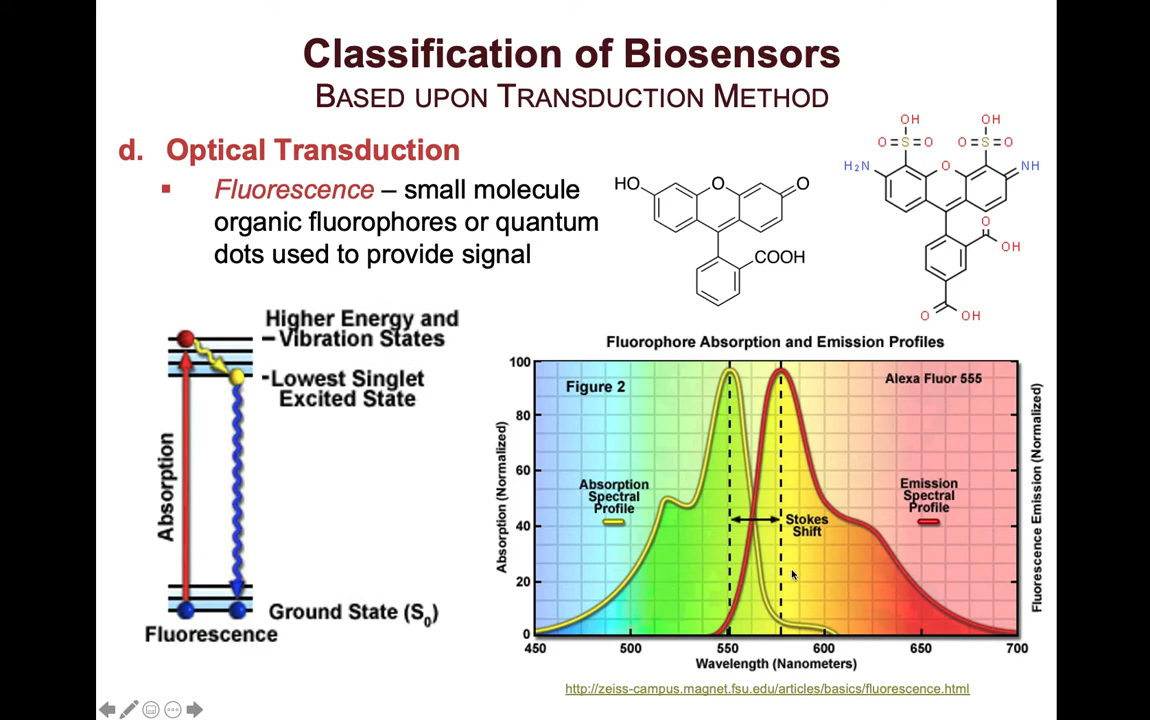 Classification of Biosensors
BASED UPON TRANSDUCTION METHOD
d. Optical Transduction
▪ Fluorescence – small molecule
organic fluorophores or quantum
dots used to provide signal
HO
O
O
COOH
OH
OH
O
S
O
O
S
O
H₂N
O
NH
O
OH
O
OH
Higher Energy and
Vibration States
Lowest Singlet
Excited State
Absorption
Ground State (S₀)
Fluorescence
Fluorophore Absorption and Emission Profiles
Figure 2
Alexa Fluor 555
Absorption (Normalized)
100
80
60
40
20
0
Absorption
Spectral
Profile
Stokes
Shift
Emission
Spectral
Profile
Fluorescence Emission (Normalized)
450 500 550 600 650 700
Wavelength (Nanometers)
http://zeiss-campus.magnet.fsu.edu/articles/basics/fluorescence.html